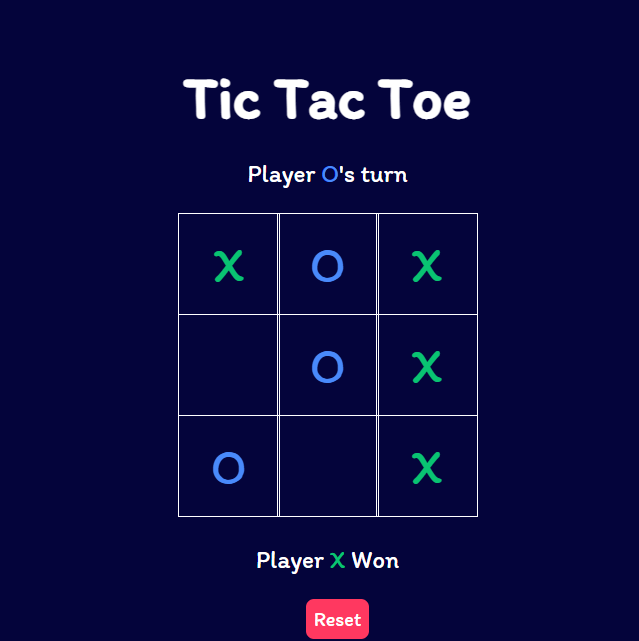 Tic Tac Toe
Player O's turn
X O X
O X
O X
Player X Won
Reset